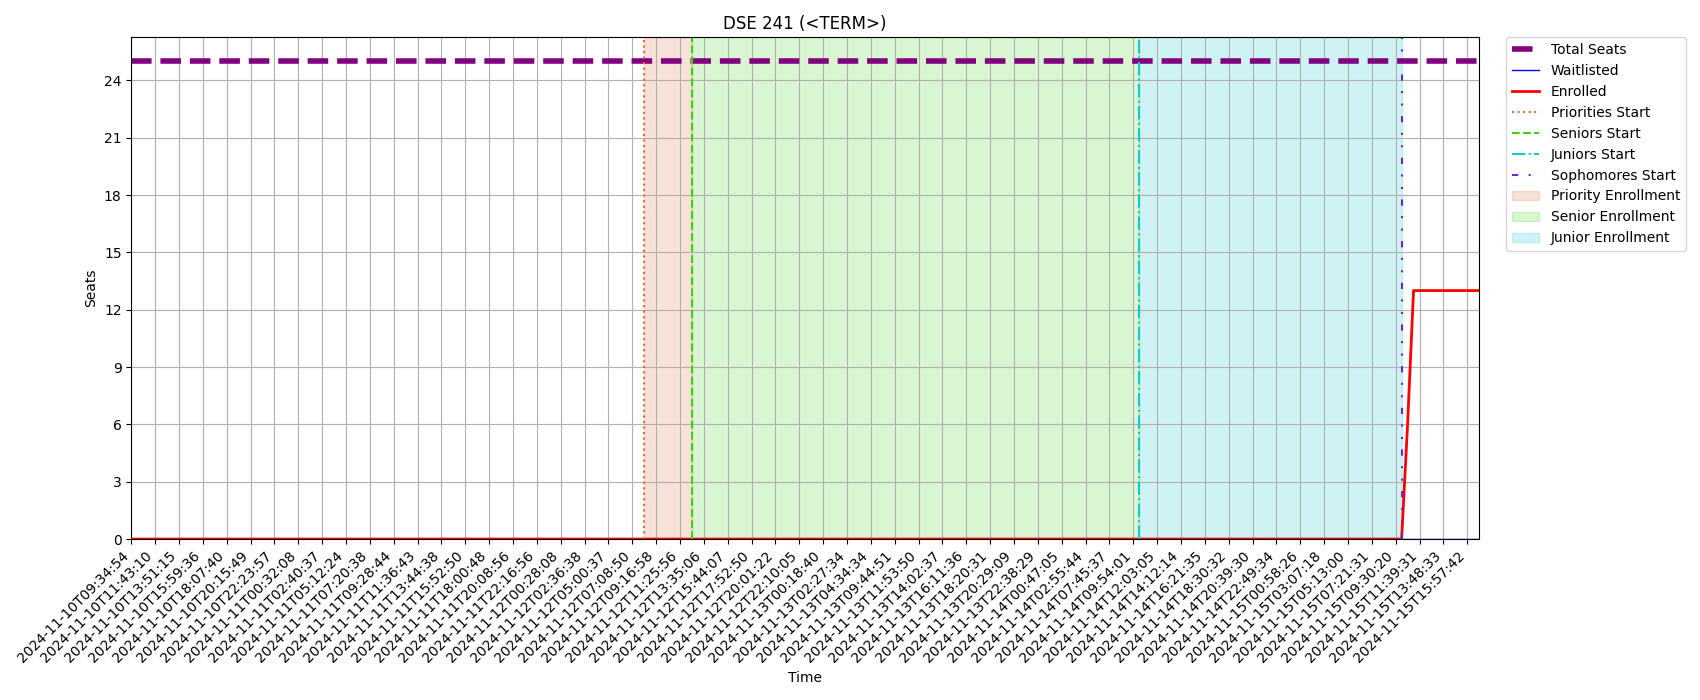 DSE 241 (<TERM>)
Total Seats
Waitlisted
Enrolled
Priorities Start
Seniors Start
Juniors Start
Sophomores Start
Priority Enrollment
Senior Enrollment
Junior Enrollment
Seats
24
21
18
15
12
9
6
3
0
2024-11-10T09:34:54
2024-11-10T11:43:10
2024-11-10T13:51:15
2024-11-10T15:59:36
2024-11-10T18:07:40
2024-11-10T20:15:49
2024-11-10T22:23:57
2024-11-11T00:32:08
2024-11-11T02:40:37
2024-11-11T05:12:24
2024-11-11T07:20:38
2024-11-11T09:28:44
2024-11-11T11:36:43
2024-11-11T13:44:38
2024-11-11T15:52:50
2024-11-11T18:00:48
2024-11-11T20:08:56
2024-11-11T22:16:56
2024-11-12T00:28:08
2024-11-12T02:36:38
2024-11-12T05:00:37
2024-11-12T07:08:50
2024-11-12T09:16:58
2024-11-12T11:25:56
2024-11-12T13:35:06
2024-11-12T15:44:07
2024-11-12T17:52:50
2024-11-12T20:01:22
2024-11-12T22:10:05
2024-11-13T00:18:40
2024-11-13T02:27:34
2024-11-13T04:34:34
2024-11-13T09:44:51
2024-11-13T11:53:50
2024-11-13T14:02:37
2024-11-13T16:11:36
2024-11-13T18:20:31
2024-11-13T20:29:09
2024-11-13T22:38:29
2024-11-14T00:47:05
2024-11-14T02:55:44
2024-11-14T07:45:37
2024-11-14T09:54:01
2024-11-14T12:03:05
2024-11-14T14:12:14
2024-11-14T16:21:35
2024-11-14T18:30:32
2024-11-14T20:39:30
2024-11-14T22:49:34
2024-11-15T00:58:26
2024-11-15T03:07:18
2024-11-15T05:13:00
2024-11-15T07:21:31
2024-11-15T09:30:20
2024-11-15T11:39:31
2024-11-15T13:48:33
2024-11-15T15:57:42
Time